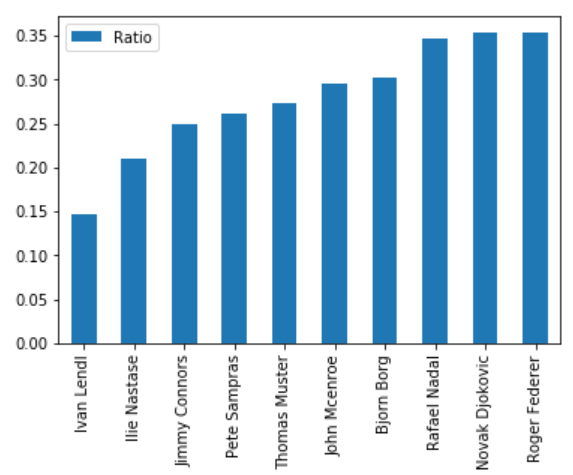 Ratio
0.35
0.30
0.25
0.20
0.15
0.10
0.05
0.00
Ivan Lendl
Ilie Nastase
Jimmy Connors
Pete Sampras
Thomas Muster
John Mcenroe
Bjorn Borg
Rafael Nadal
Novak Djokovic
Roger Federer